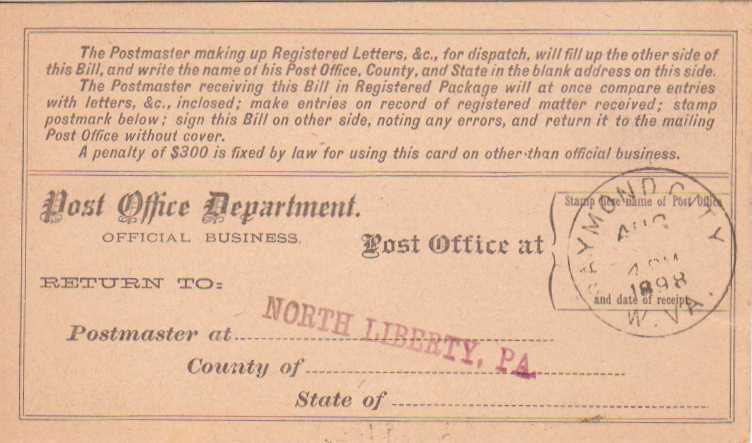 The Postmaster making up Registered Letters, &c., for dispatch, will fill up the other side of
this Bill, and write the name of his Post Office, County, and State in the blank address on this side.
The Postmaster receiving this Bill in Registered Package will at once compare entries
with letters, &c., inclosed; make entries on record of registered matter received; stamp
postmark below; sign this Bill on other side, noting any errors, and return it to the mailing
Post Office without cover.
A penalty of $300 is fixed by law for using this card on other than official business.
Post Office Department.
OFFICIAL BUSINESS.
Post Office at
Stamp here name of Post Office
and date of receipt.
RAYMOND CITY
AUG
1898
W. VA.
RETURN TO:
Postmaster at
NORTH LIBERTY, PA.
County of
State of